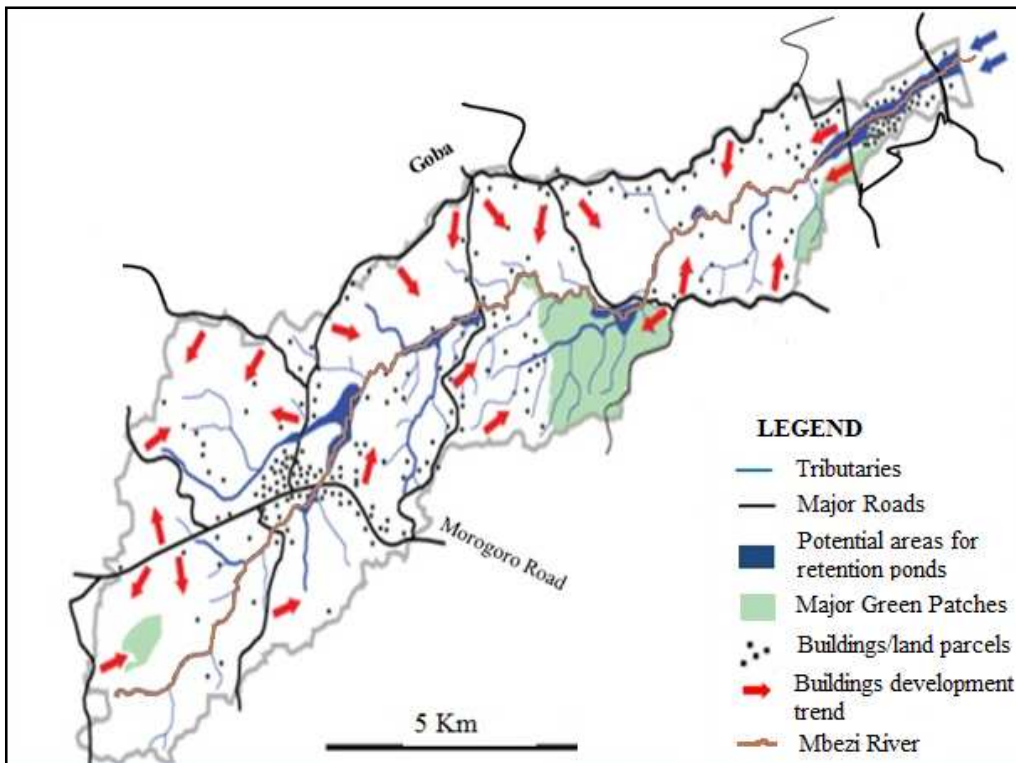 Goba
Morogoro Road
LEGEND
Tributaries
Major Roads
Potential areas for
retention ponds
Major Green Patches
Buildings/land parcels
Buildings development
trend
Mbezi River
5 Km